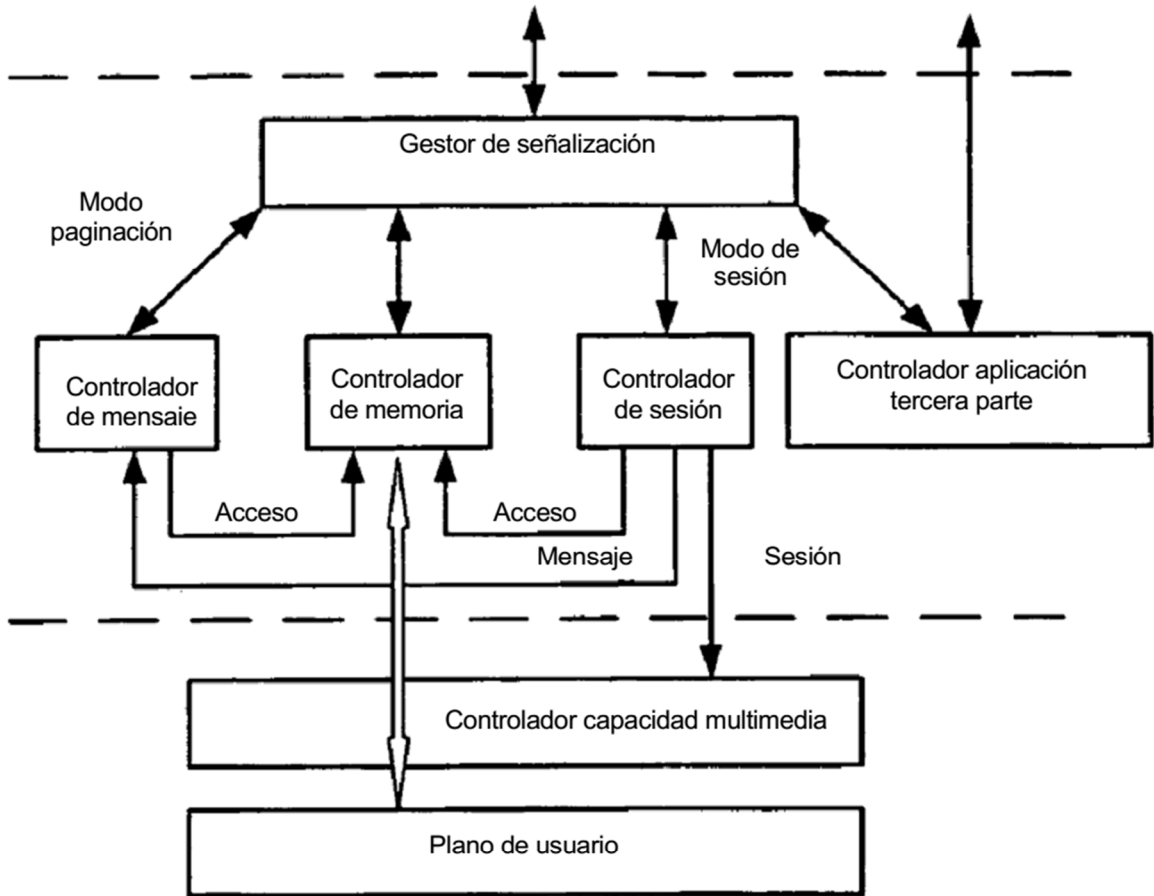 Gestor de señalización
Modo
paginación
Modo de
sesión
Controlador
de mensaie
Controlador
de memoria
Controlador
de sesión
Controlador aplicación
tercera parte
Acceso
Acceso
Mensaje
Sesión
Controlador capacidad multimedia
Plano de usuario